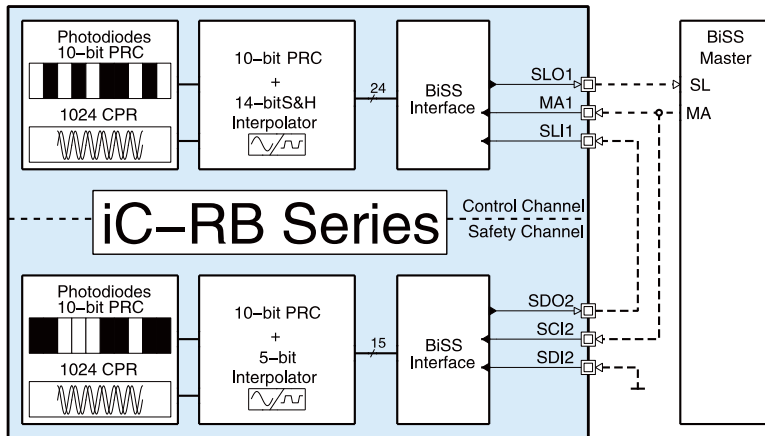 Photodiodes
10–bit PRC
1024 CPR
10–bit PRC
+
14–bitS&H
Interpolator
24
BiSS
Interface
SLO1
MA1
SLI1
BiSS
Master
SL
MA
iC–RB Series
Control Channel
Safety Channel
Photodiodes
10–bit PRC
1024 CPR
10–bit PRC
+
5–bit
Interpolator
15
BiSS
Interface
SDO2
SCI2
SDI2